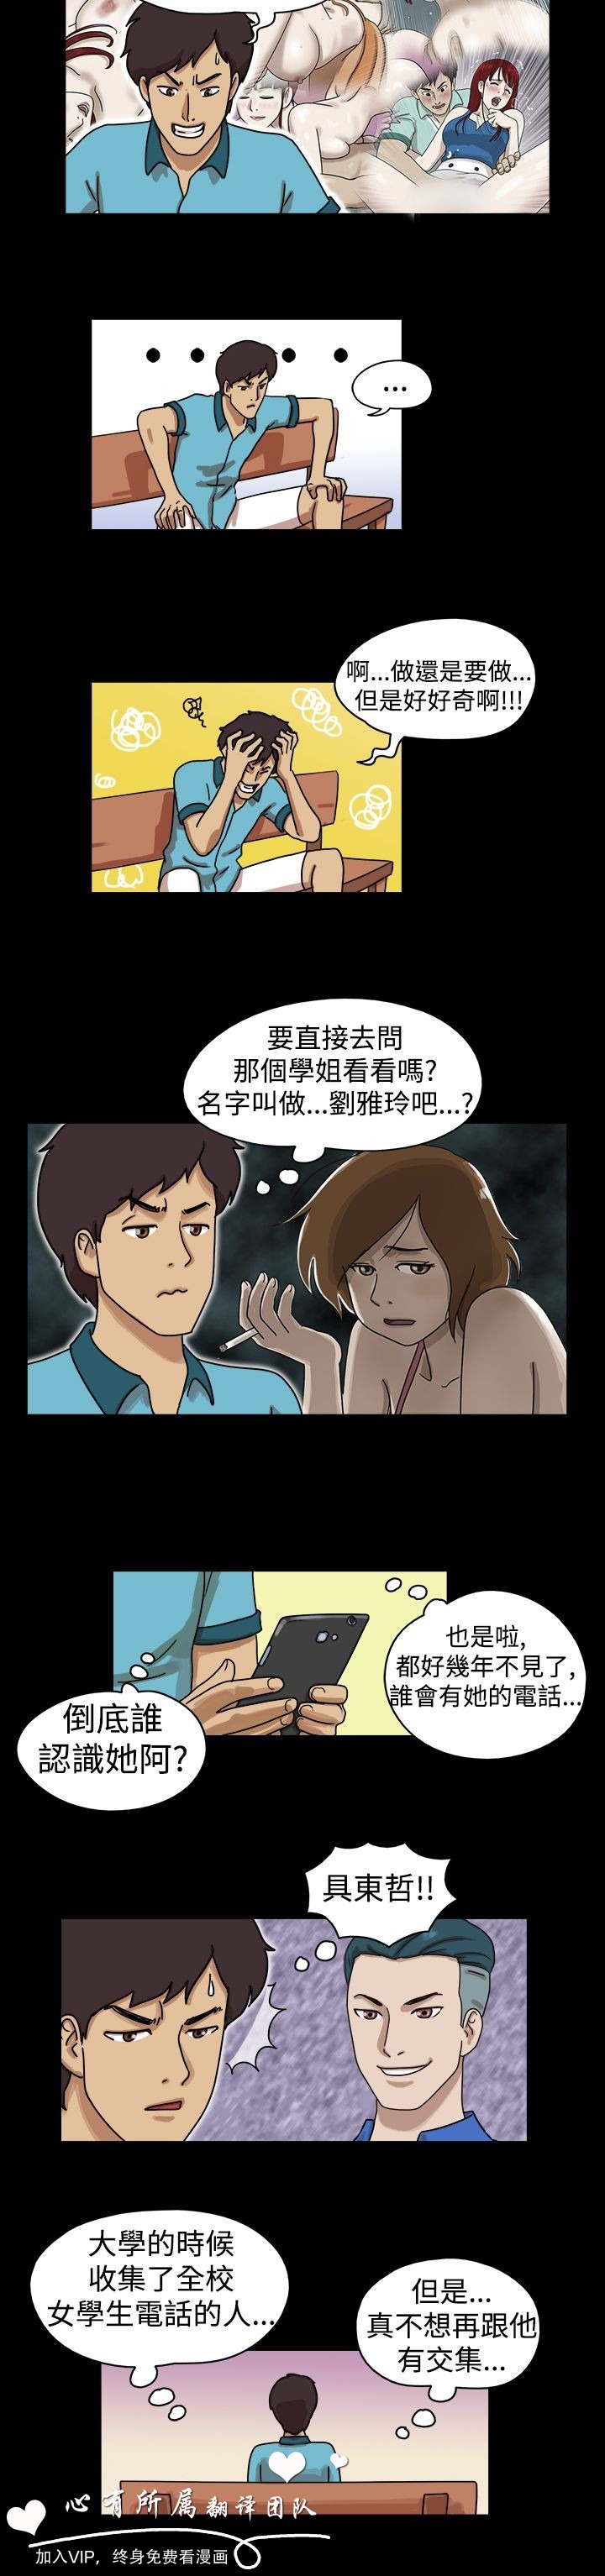 ...
啊...做還是要做...
但是好好奇啊!!!
要直接去問
那個學姐看看嗎?
名字叫做...劉雅玲吧...?
也是啦,
都好幾年不見了,
誰會有她的電話...
倒底誰
認識她阿?
具東哲!!
大學的時候
收集了全校
女學生電話的人...
但是...
真不想再跟他
有交集...
心有所属翻译团队
加入VIP，终身免费看漫画